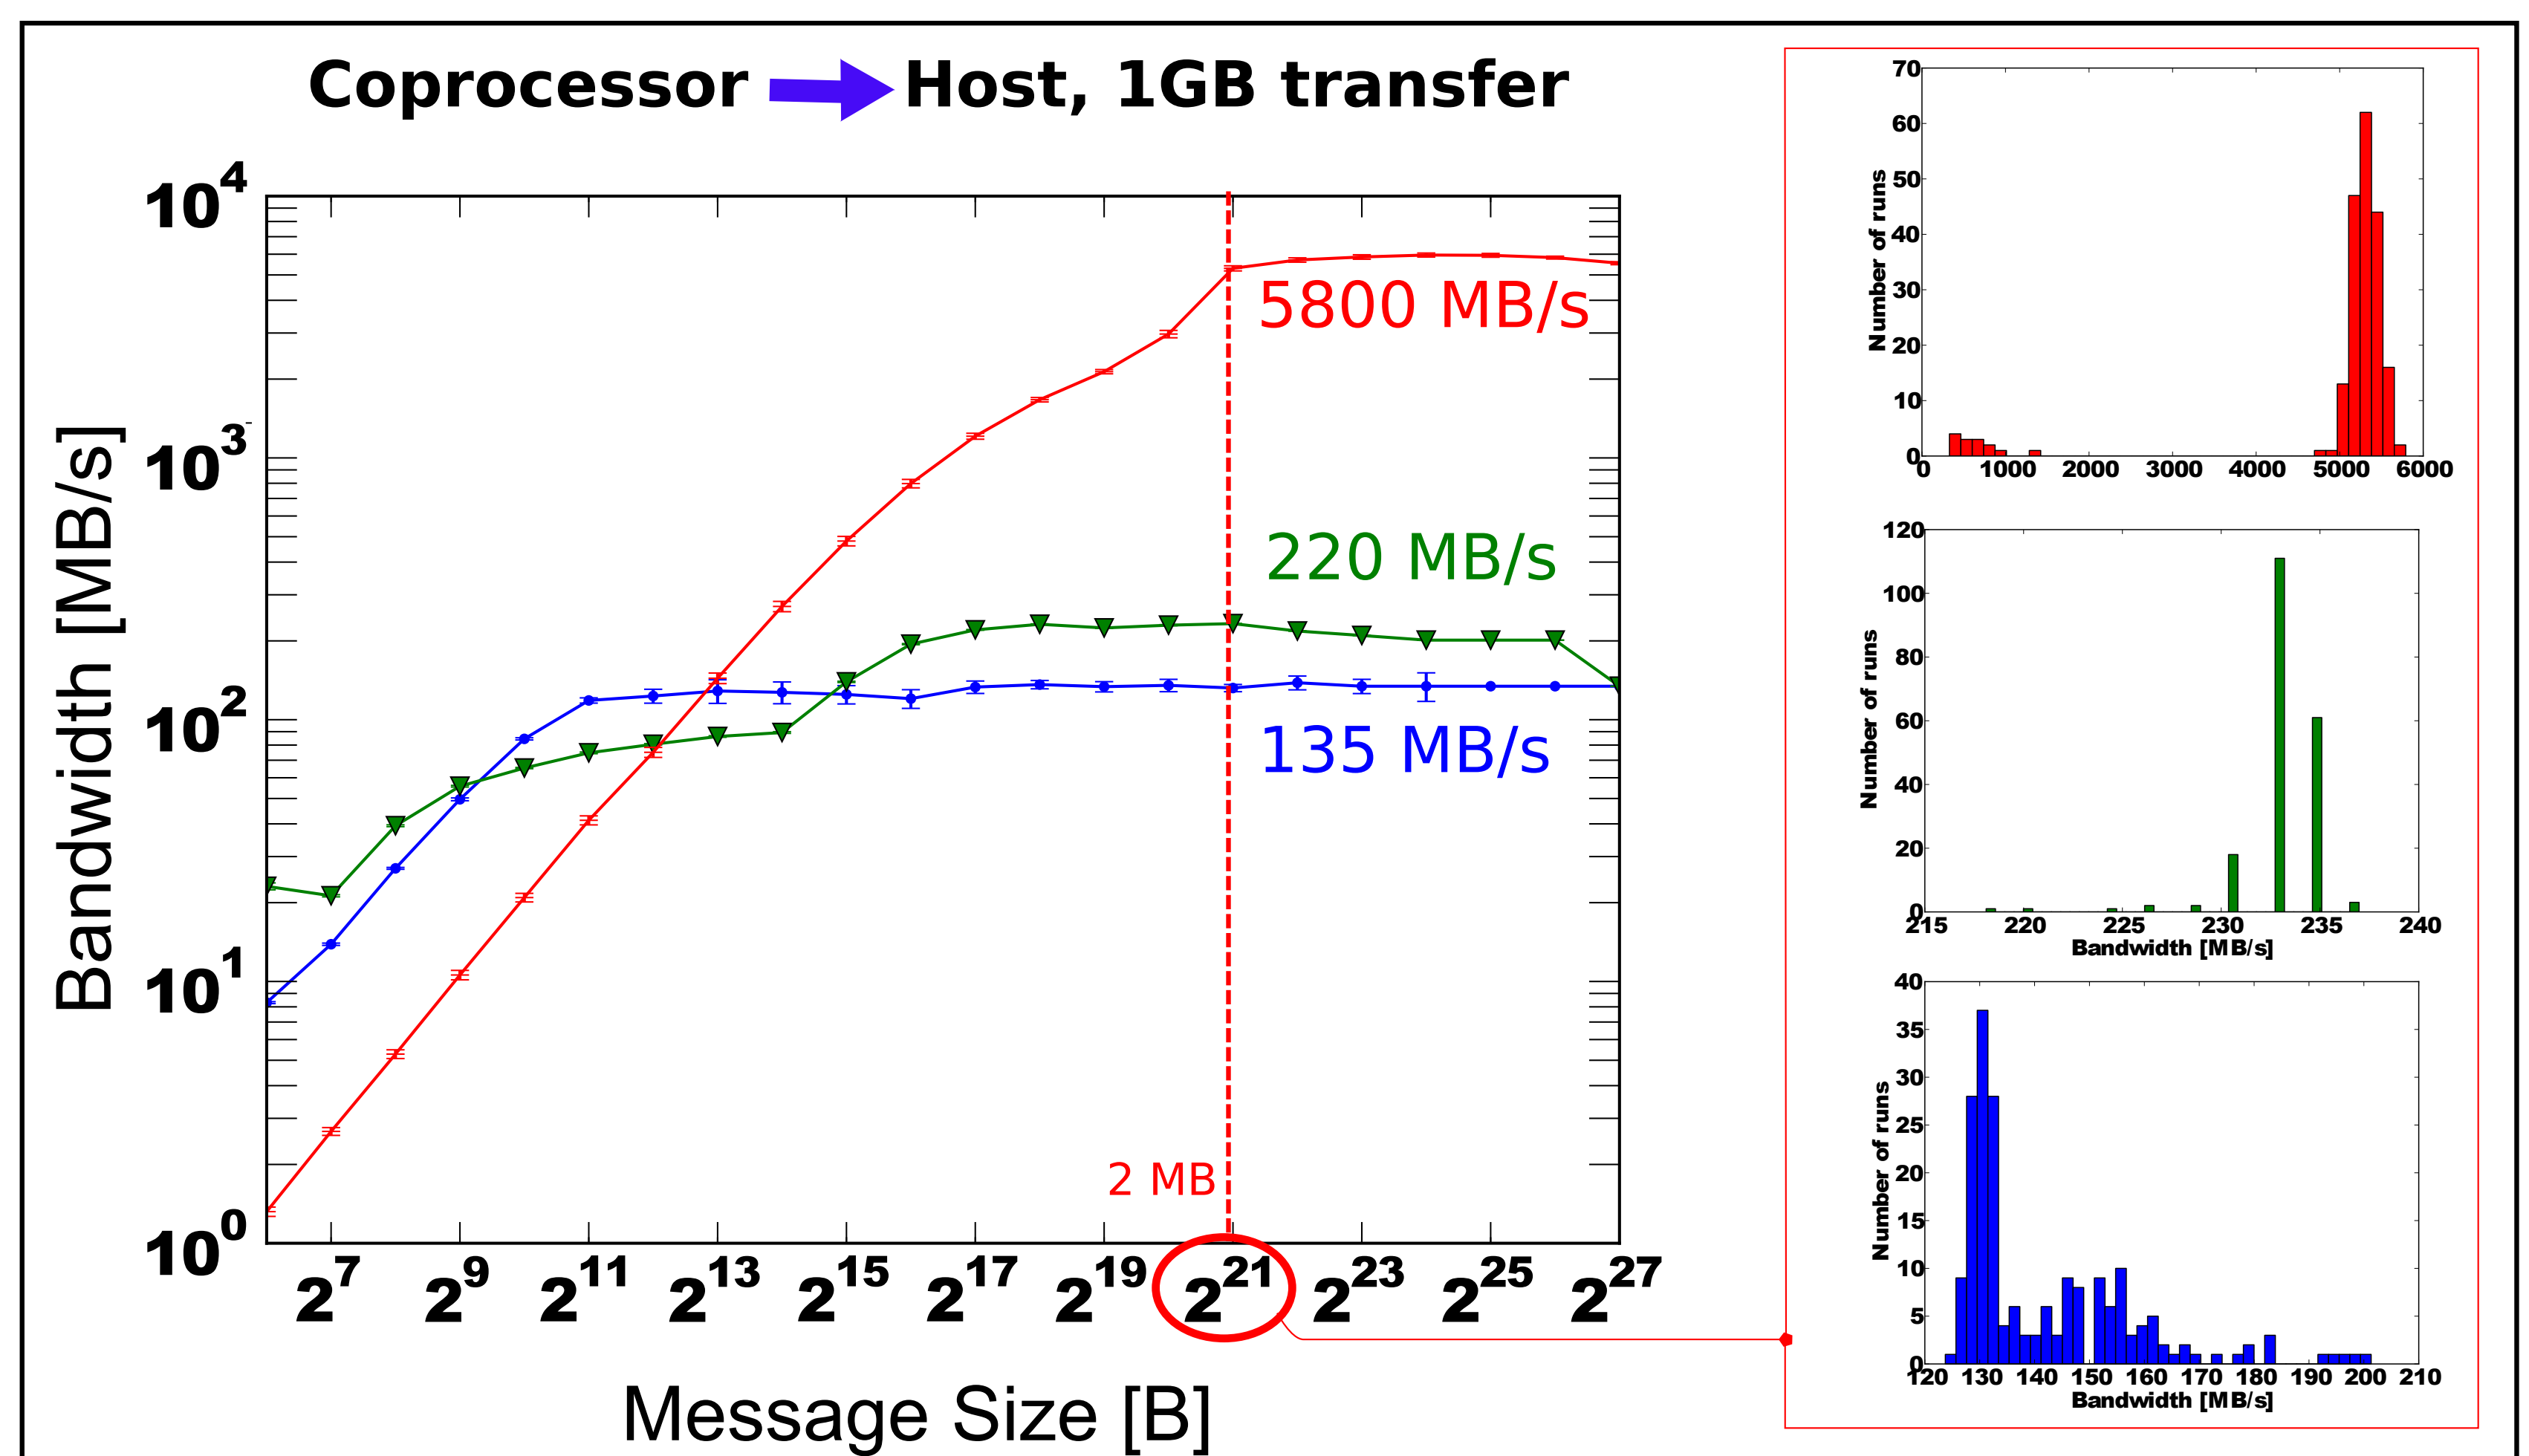 Coprocessor Host, 1GB transfer
Bandwidth [MB/s]
10^4
10^3
10^2
10^1
10^0
5800 MB/s
220 MB/s
135 MB/s
2 MB
2^7 2^9 2^11 2^13 2^15 2^17 2^19 2^21 2^23 2^25 2^27
Message Size [B]
Number of runs
70
60
50
40
30
20
10
0
0 1000 2000 3000 4000 5000 6000
Number of runs
120
100
80
60
40
20
0
215 220 225 230 235 240
Bandwidth [MB/s]
Number of runs
40
35
30
25
20
15
10
5
0
120 130 140 150 160 170 180 190 200 210
Bandwidth [MB/s]